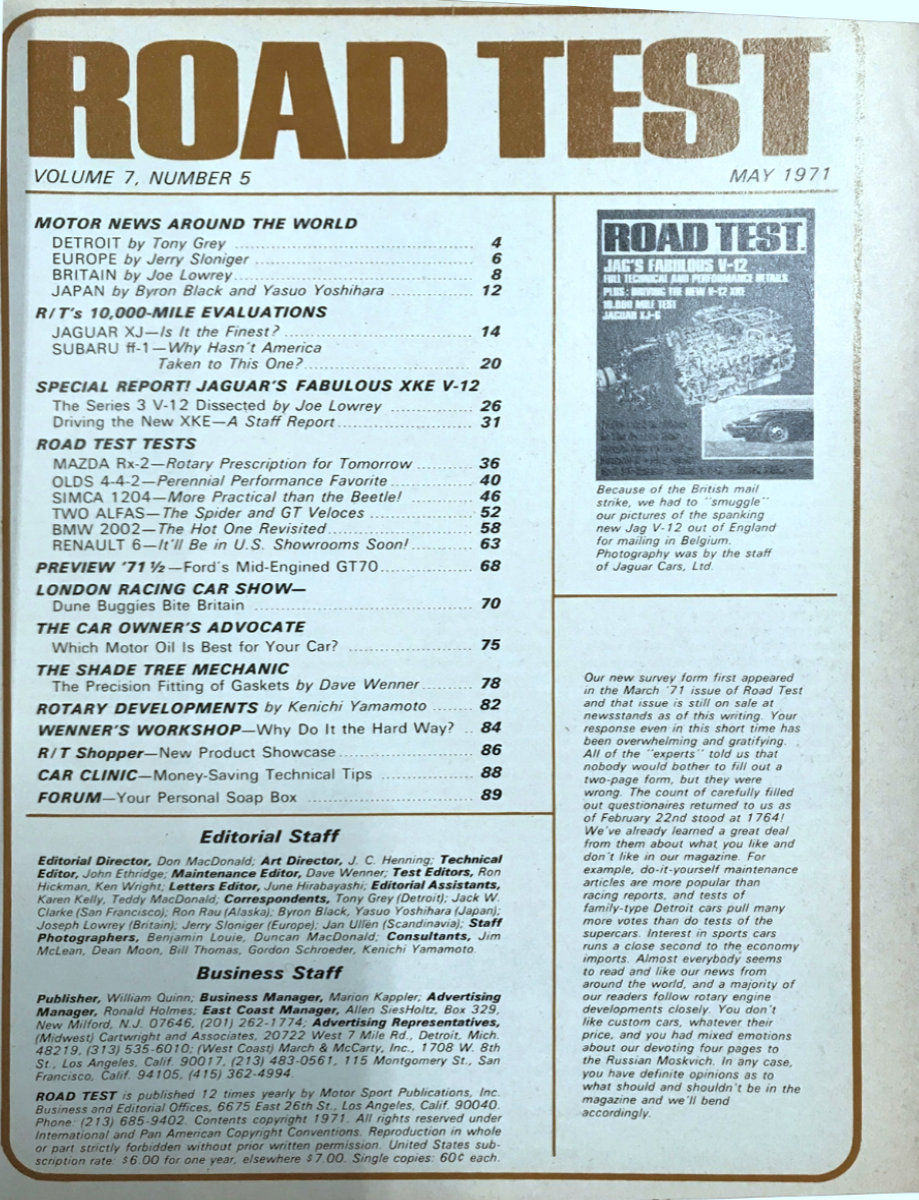 ROAD TEST
VOLUME 7, NUMBER 5
MAY 1971
MOTOR NEWS AROUND THE WORLD
DETROIT by Tony Grey 4
EUROPE by Jerry Sloniger 6
BRITAIN by Joe Lowrey 8
JAPAN by Byron Black and Yasuo Yoshihara 12
R/T's 10,000-MILE EVALUATIONS
JAGUAR XJ—Is It the Finest? 14
SUBARU ff-1—Why Hasn't America
Taken to This One? 20
SPECIAL REPORT! JAGUAR'S FABULOUS XKE V-12
The Series 3 V-12 Dissected by Joe Lowrey 26
Driving the New XKE—A Staff Report 31
ROAD TEST TESTS
MAZDA Rx-2—Rotary Prescription for Tomorrow 36
OLDS 4-4-2—Perennial Performance Favorite 40
SIMCA 1204—More Practical than the Beetle! 46
TWO ALFAS—The Spider and GT Veloces 52
BMW 2002—The Hot One Revisited 58
RENAULT 6—It'll Be in U.S. Showrooms Soon! 63
PREVIEW '71 ½—Ford's Mid-Engined GT70 68
LONDON RACING CAR SHOW—
Dune Buggies Bite Britain 70
THE CAR OWNER'S ADVOCATE
Which Motor Oil Is Best for Your Car? 75
THE SHADE TREE MECHANIC
The Precision Fitting of Gaskets by Dave Wenner 78
ROTARY DEVELOPMENTS by Kenichi Yamamoto 82
WENNER'S WORKSHOP—Why Do It the Hard Way? 84
R/T Shopper—New Product Showcase 86
CAR CLINIC—Money-Saving Technical Tips 88
FORUM—Your Personal Soap Box 89
Editorial Staff
Editorial Director, Don MacDonald; Art Director, J. C. Henning; Technical
Editor, John Ethridge; Maintenance Editor, Dave Wenner; Test Editors, Ron
Hickman, Ken Wright; Letters Editor, June Hirabayashi; Editorial Assistants,
Karen Kelly, Teddy MacDonald; Correspondents, Tony Grey (Detroit); Jack W.
Clarke (San Francisco); Ron Rau (Alaska); Byron Black, Yasuo Yoshihara (Japan);
Joseph Lowrey (Britain); Jerry Sloniger (Europe); Jan Ullén (Scandinavia); Staff
Photographers, Benjamin Louie, Duncan MacDonald; Consultants, Jim
McLean, Dean Moon, Bill Thomas, Gordon Schroeder, Kenichi Yamamoto.
Business Staff
Publisher, William Quinn; Business Manager, Marion Kappler; Advertising
Manager, Ronald Holmes; East Coast Manager, Allen SiesHoltz, Box 329,
New Milford, N.J. 07646, (201) 262-1774; Advertising Representatives,
(Midwest) Cartwright and Associates, 20722 West 7 Mile Rd., Detroit, Mich.
48219, (313) 535-6010; (West Coast) March & McCarty, Inc., 1708 W. 8th
St., Los Angeles, Calif. 90017, (213) 483-0561, 115 Montgomery St., San
Francisco, Calif. 94105, (415) 362-4994.
ROAD TEST is published 12 times yearly by Motor Sport Publications, Inc.
Business and Editorial Offices, 6675 East 26th St., Los Angeles, Calif. 90040.
Phone: (213) 685-9402. Contents copyright 1971. All rights reserved under
International and Pan American Copyright Conventions. Reproduction in whole
or part strictly forbidden without prior written permission. United States sub-
scription rate: $6.00 for one year, elsewhere $7.00. Single copies: 60¢ each.
ROAD TEST
JAG'S FABULOUS V-12
FULL TECHNICAL AND PERFORMANCE DETAILS
PLUS: DRIVING THE NEW V-12 XKE
10,000 MILE TEST
JAGUAR XJ-6
Because of the British mail
strike, we had to "smuggle"
our pictures of the spanking
new Jag V-12 out of England
for mailing in Belgium.
Photography was by the staff
of Jaguar Cars, Ltd.
Our new survey form first appeared
in the March '71 issue of Road Test
and that issue is still on sale at
newsstands as of this writing. Your
response even in this short time has
been overwhelming and gratifying.
All of the "experts" told us that
nobody would bother to fill out a
two-page form, but they were
wrong. The count of carefully filled
out questionaires returned to us as
of February 22nd stood at 1764!
We've already learned a great deal
from them about what you like and
don't like in our magazine. For
example, do-it-yourself maintenance
articles are more popular than
racing reports, and tests of
family-type Detroit cars pull many
more votes than do tests of the
supercars. Interest in sports cars
runs a close second to the economy
imports. Almost everybody seems
to read and like our news from
around the world, and a majority of
our readers follow rotary engine
developments closely. You don't
like custom cars, whatever their
price, and you had mixed emotions
about our devoting four pages to
the Russian Moskvich. In any case,
you have definite opinions as to
what should and shouldn't be in the
magazine and we'll bend
accordingly.